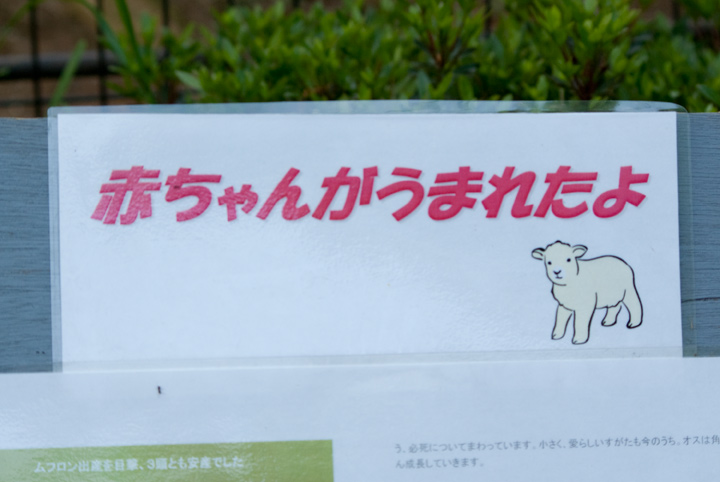 赤ちゃんがうまれたよ
ムフロン出産を目撃、3頭とも安産でした
う、必死についてまわっています。小さく、愛らしいすがたも今のうち、オスは角
ん成長していきます。